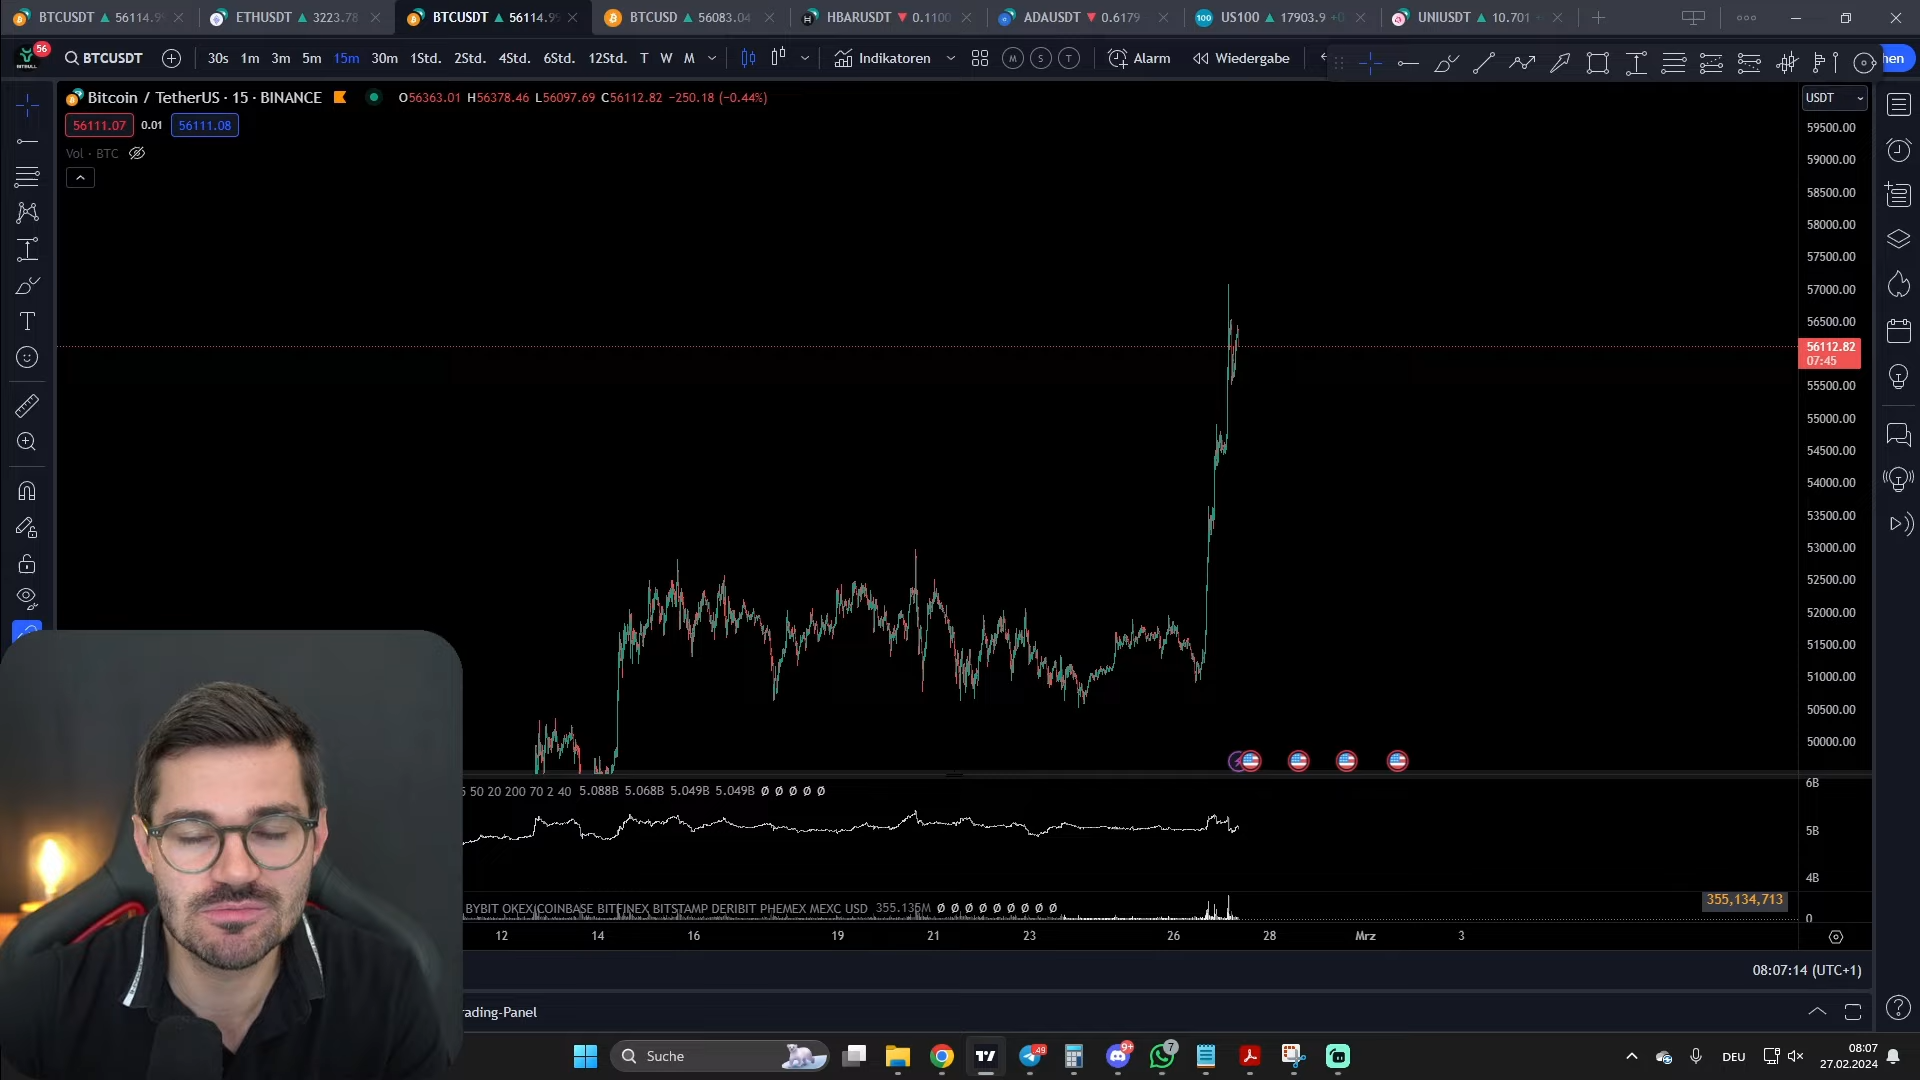 BTCUSDT ▲ 56114.9
ETHUSDT ▲ 3223.78
BTCUSDT ▲ 56114.99
BTCUSD ▲ 56083.04
HBARUSDT ▼ 0.1100
ADAUSDT ▼ 0.6179
100 US100 ▲ 17903.9
UNIUSDT ▲ 10.701
56
BITBULL
BTCUSDT
30s 1m 3m 5m 15m 30m 1Std. 2Std. 4Std. 6Std. 12Std. T W M
Indikatoren
M S T
Alarm
Wiedergabe
hen
Bitcoin / TetherUS · 15 · BINANCE
O56363.01 H56378.46 L56097.69 C56112.82 −250.18 (−0.44%)
USDT
56111.07 0.01 56111.08
Vol · BTC
59500.00
59000.00
58500.00
58000.00
57500.00
57000.00
56500.00
56112.82
07:45
55500.00
55000.00
54500.00
54000.00
53500.00
53000.00
52500.00
52000.00
51500.00
51000.00
50500.00
50000.00
50 20 200 70 2 40 5.088B 5.068B 5.049B 5.049B Ø Ø Ø Ø Ø
6B
5B
4B
BYBIT OKEX COINBASE BITFINEX BITSTAMP DERIBIT PHEMEX MEXC USD 355.135M Ø Ø Ø Ø Ø Ø Ø Ø Ø
355,134,713
0
12 14 16 19 21 23 26 28 Mrz 3
08:07:14 (UTC+1)
rading-Panel
Suche
49
9+
7
DEU
08:07
27.02.2024